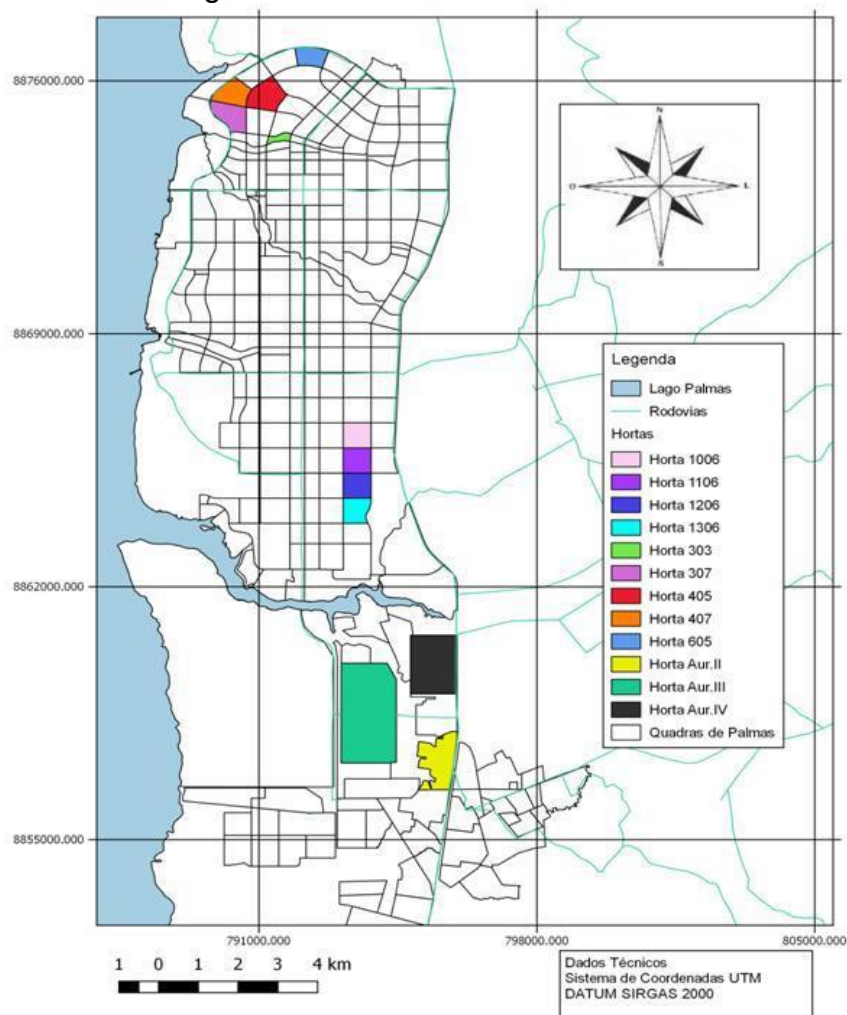 8876000.000
N
O
L
S
8869000.000
Legenda
Lago Palmas
Rodovias
Hortas
Horta 1006
Horta 1106
Horta 1206
Horta 1306
Horta 303
Horta 307
Horta 405
Horta 407
Horta 605
Horta Aur.II
Horta Aur.III
Horta Aur.IV
Quadras de Palmas
8862000.000
8855000.000
791000.000
798000.000
805000.000
1 0 1 2 3 4 km
Dados Técnicos
Sistema de Coordenadas UTM
DATUM SIRGAS 2000